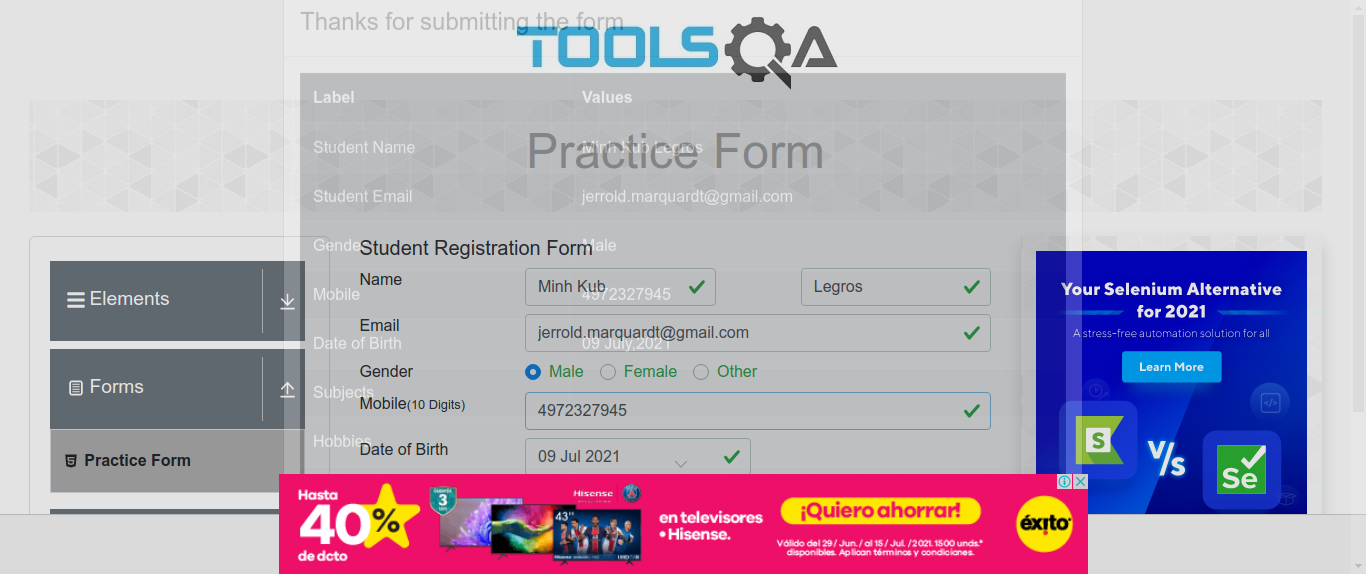 Thanks for submitting the form
TOOLSQA
Label Values
Practice Form
Student Name Minh Kub Legros
Student Email jerrold.marquardt@gmail.com
Gender Male
Mobile 4972327945
Date of Birth 09 July,2021
Subjects
Hobbies
Elements
Forms
Practice Form
Student Registration Form
Name Minh Kub Legros
Email jerrold.marquardt@gmail.com
Gender Male Female Other
Mobile(10 Digits) 4972327945
Date of Birth 09 Jul 2021
Your Selenium Alternative
for 2021
A stress-free automation solution for all
Learn More
S
V/s
Se
Hasta
40%
de dcto
3
Hisense
43"
en televisores
• Hisense.
¡Quiero ahorrar!
Válido del 29 / Jun. / al 15 / Jul. / 2021. 1500 unds.*
disponibles. Aplican términos y condiciones.
éxito